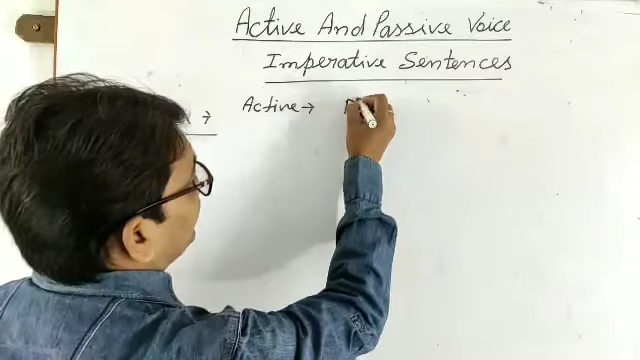 Active And Passive Voice
Imperative Sentences
→ Active →